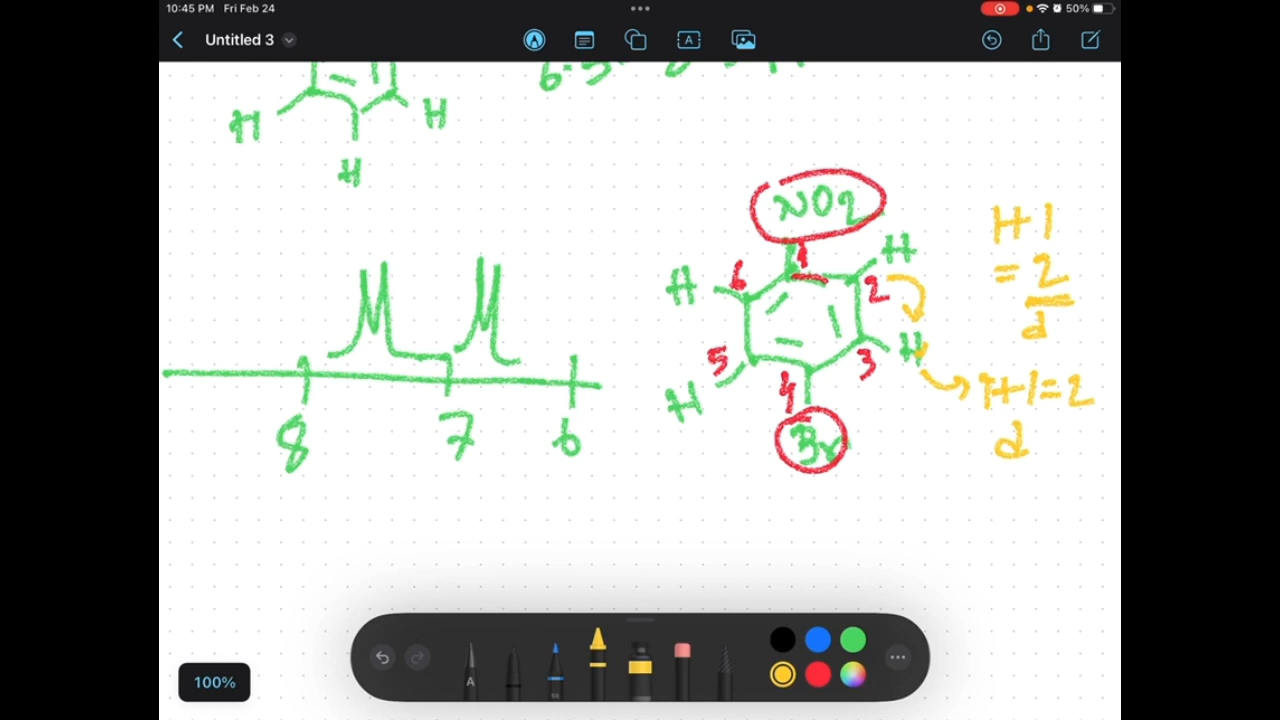 10:45 PM Fri Feb 24
50%
Untitled 3
A
H
H
H
NO2
H
1
H
6
2
H
5
3
H
4
Br
H+1
= 2
d
n+1=2
d
8
7
6
A
100%